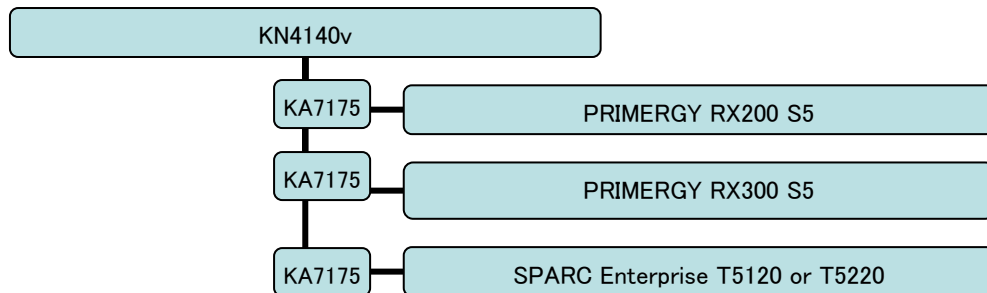 KN4140v
KA7175
PRIMERGY RX200 S5
KA7175
PRIMERGY RX300 S5
KA7175
SPARC Enterprise T5120 or T5220